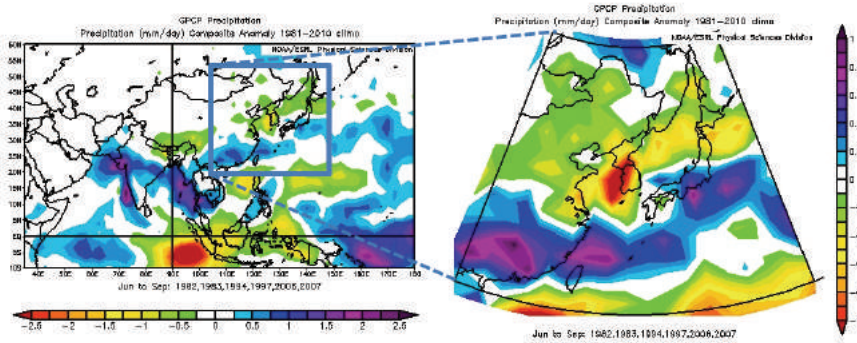 GPCP Precipitation
Precipitation (mm/day) Composite Anomaly 1981-2010 climo
NOAA/ESRL Physical Sciences Division
60N
55N
50N
45N
40N
35N
30N
25N
20N
15N
10N
5N
EQ
5S
10S
40E 50E 60E 70E 80E 90E 100E 110E 120E 130E 140E 150E 160E 170E 180
Jun to Sep: 1982,1983,1994,1997,2006,2007
-2.5 -2 -1.5 -1 -0.5 0 0.5 1 1.5 2 2.5
GPCP Precipitation
Precipitation (mm/day) Composite Anomaly 1981-2010 climo
NOAA/ESRL Physical Sciences Division
Jun to Sep: 1982,1983,1994,1997,2006,2007